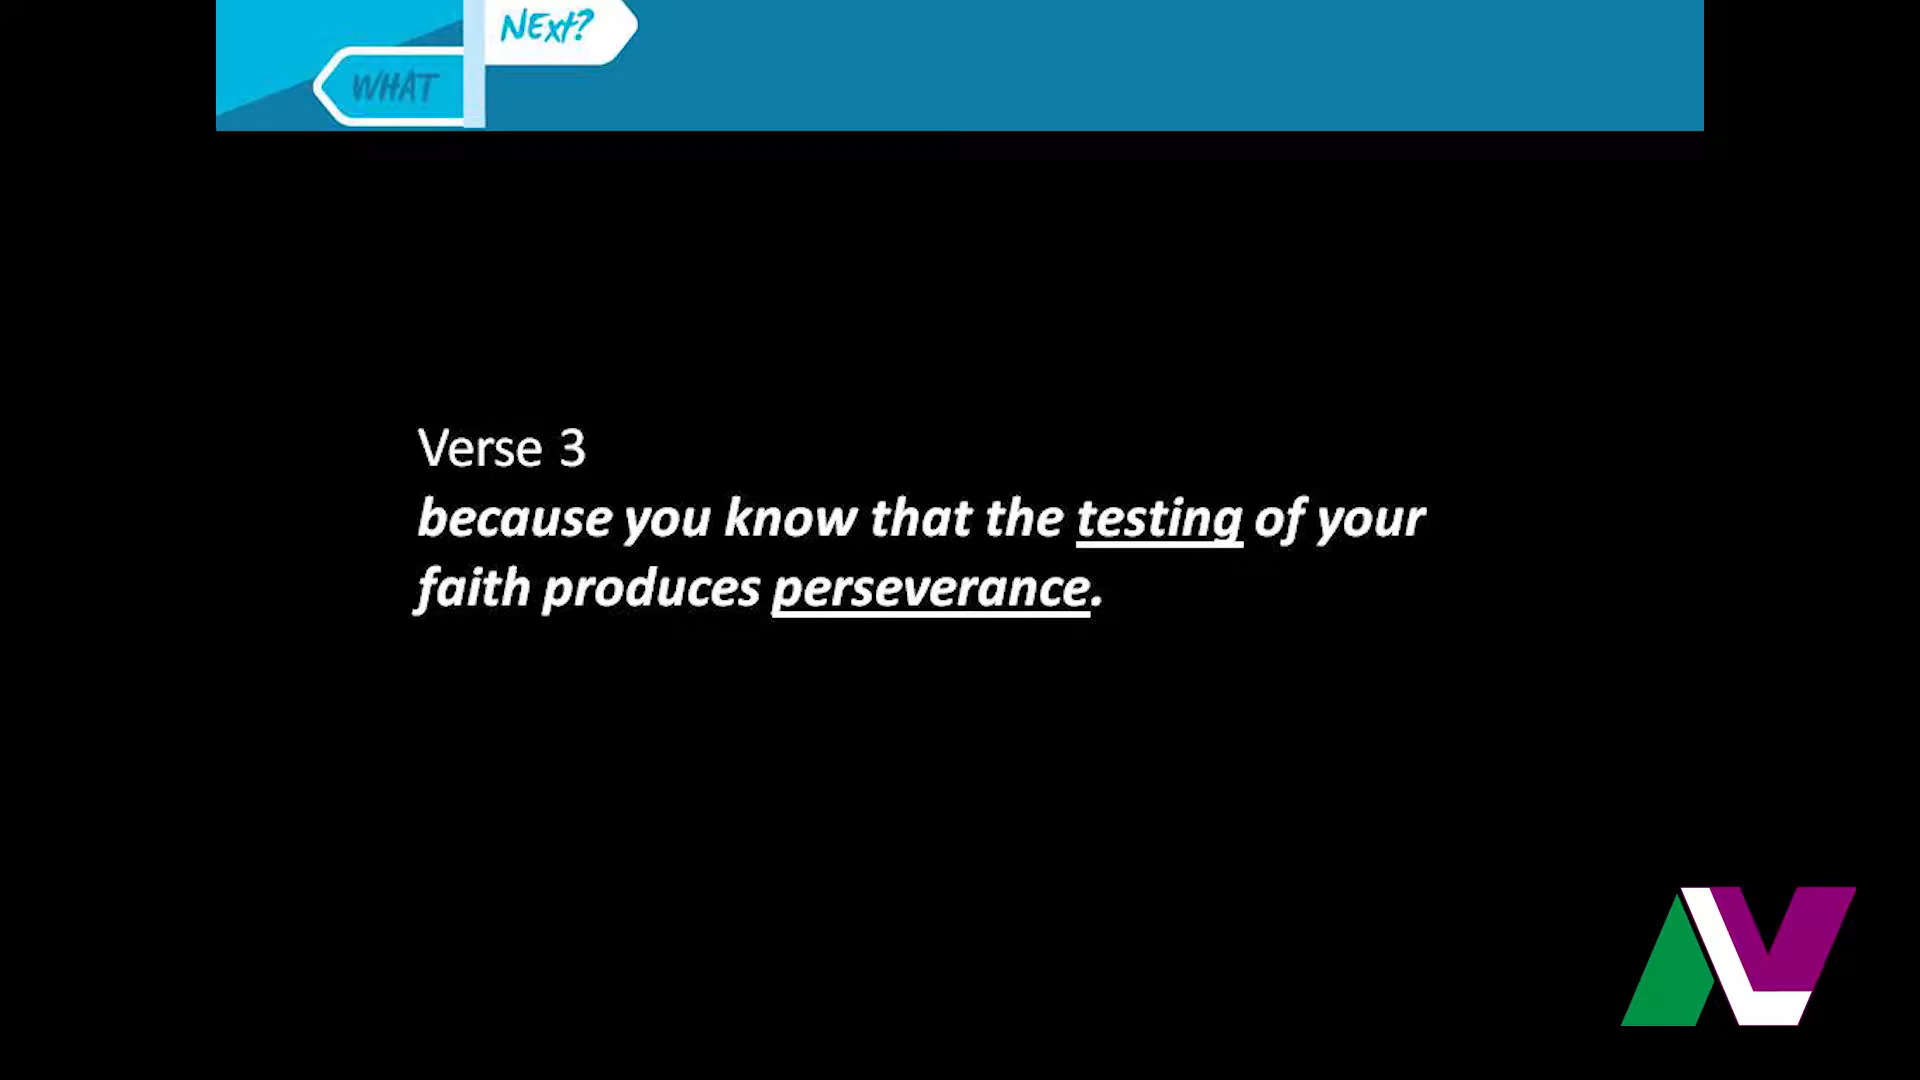 NExt?
WHAT
Verse 3
because you know that the testing of your
faith produces perseverance.